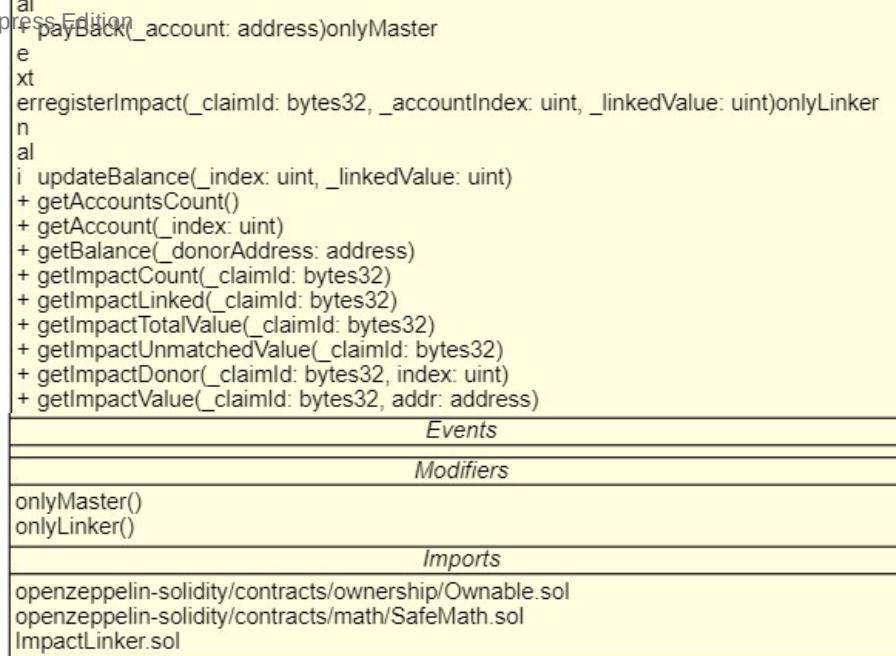 al
press Edition
+ payBack(_account: address)onlyMaster
e
xt
erregisterImpact(_claimId: bytes32, _accountIndex: uint, _linkedValue: uint)onlyLinker
n
al
i updateBalance(_index: uint, _linkedValue: uint)
+ getAccountsCount()
+ getAccount(_index: uint)
+ getBalance(_donorAddress: address)
+ getImpactCount(_claimId: bytes32)
+ getImpactLinked(_claimId: bytes32)
+ getImpactTotalValue(_claimId: bytes32)
+ getImpactUnmatchedValue(_claimId: bytes32)
+ getImpactDonor(_claimId: bytes32, index: uint)
+ getImpactValue(_claimId: bytes32, addr: address)
Events
Modifiers
onlyMaster()
onlyLinker()
Imports
openzeppelin-solidity/contracts/ownership/Ownable.sol
openzeppelin-solidity/contracts/math/SafeMath.sol
ImpactLinker.sol